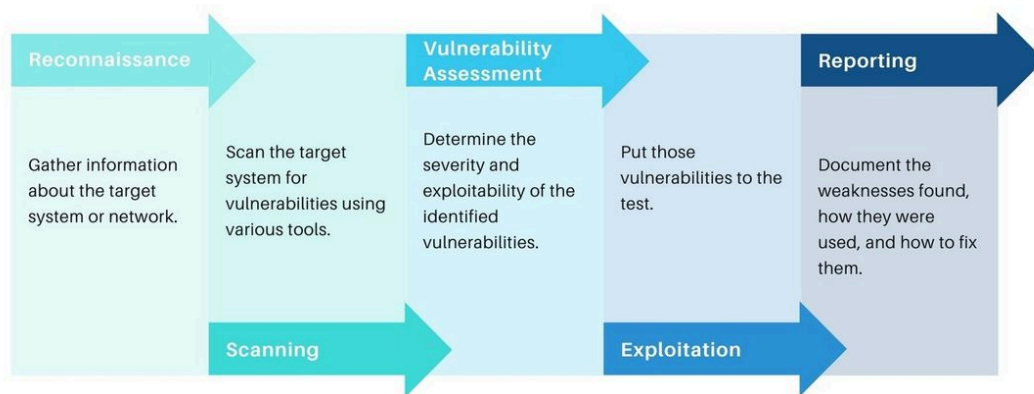 Reconnaissance
Gather information
about the target
system or network.
Scan the target
system for
vulnerabilities using
various tools.
Scanning
Vulnerability
Assessment
Determine the
severity and
exploitability of the
identified
vulnerabilities.
Put those
vulnerabilities to the
test.
Exploitation
Reporting
Document the
weaknesses found,
how they were
used, and how to fix
them.